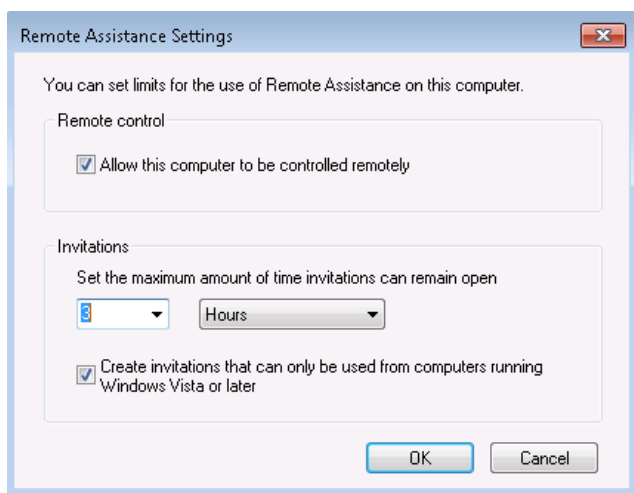 Remote Assistance Settings
You can set limits for the use of Remote Assistance on this computer.
Remote control
Allow this computer to be controlled remotely
Invitations
Set the maximum amount of time invitations can remain open
3 Hours
Create invitations that can only be used from computers running
Windows Vista or later
OK Cancel